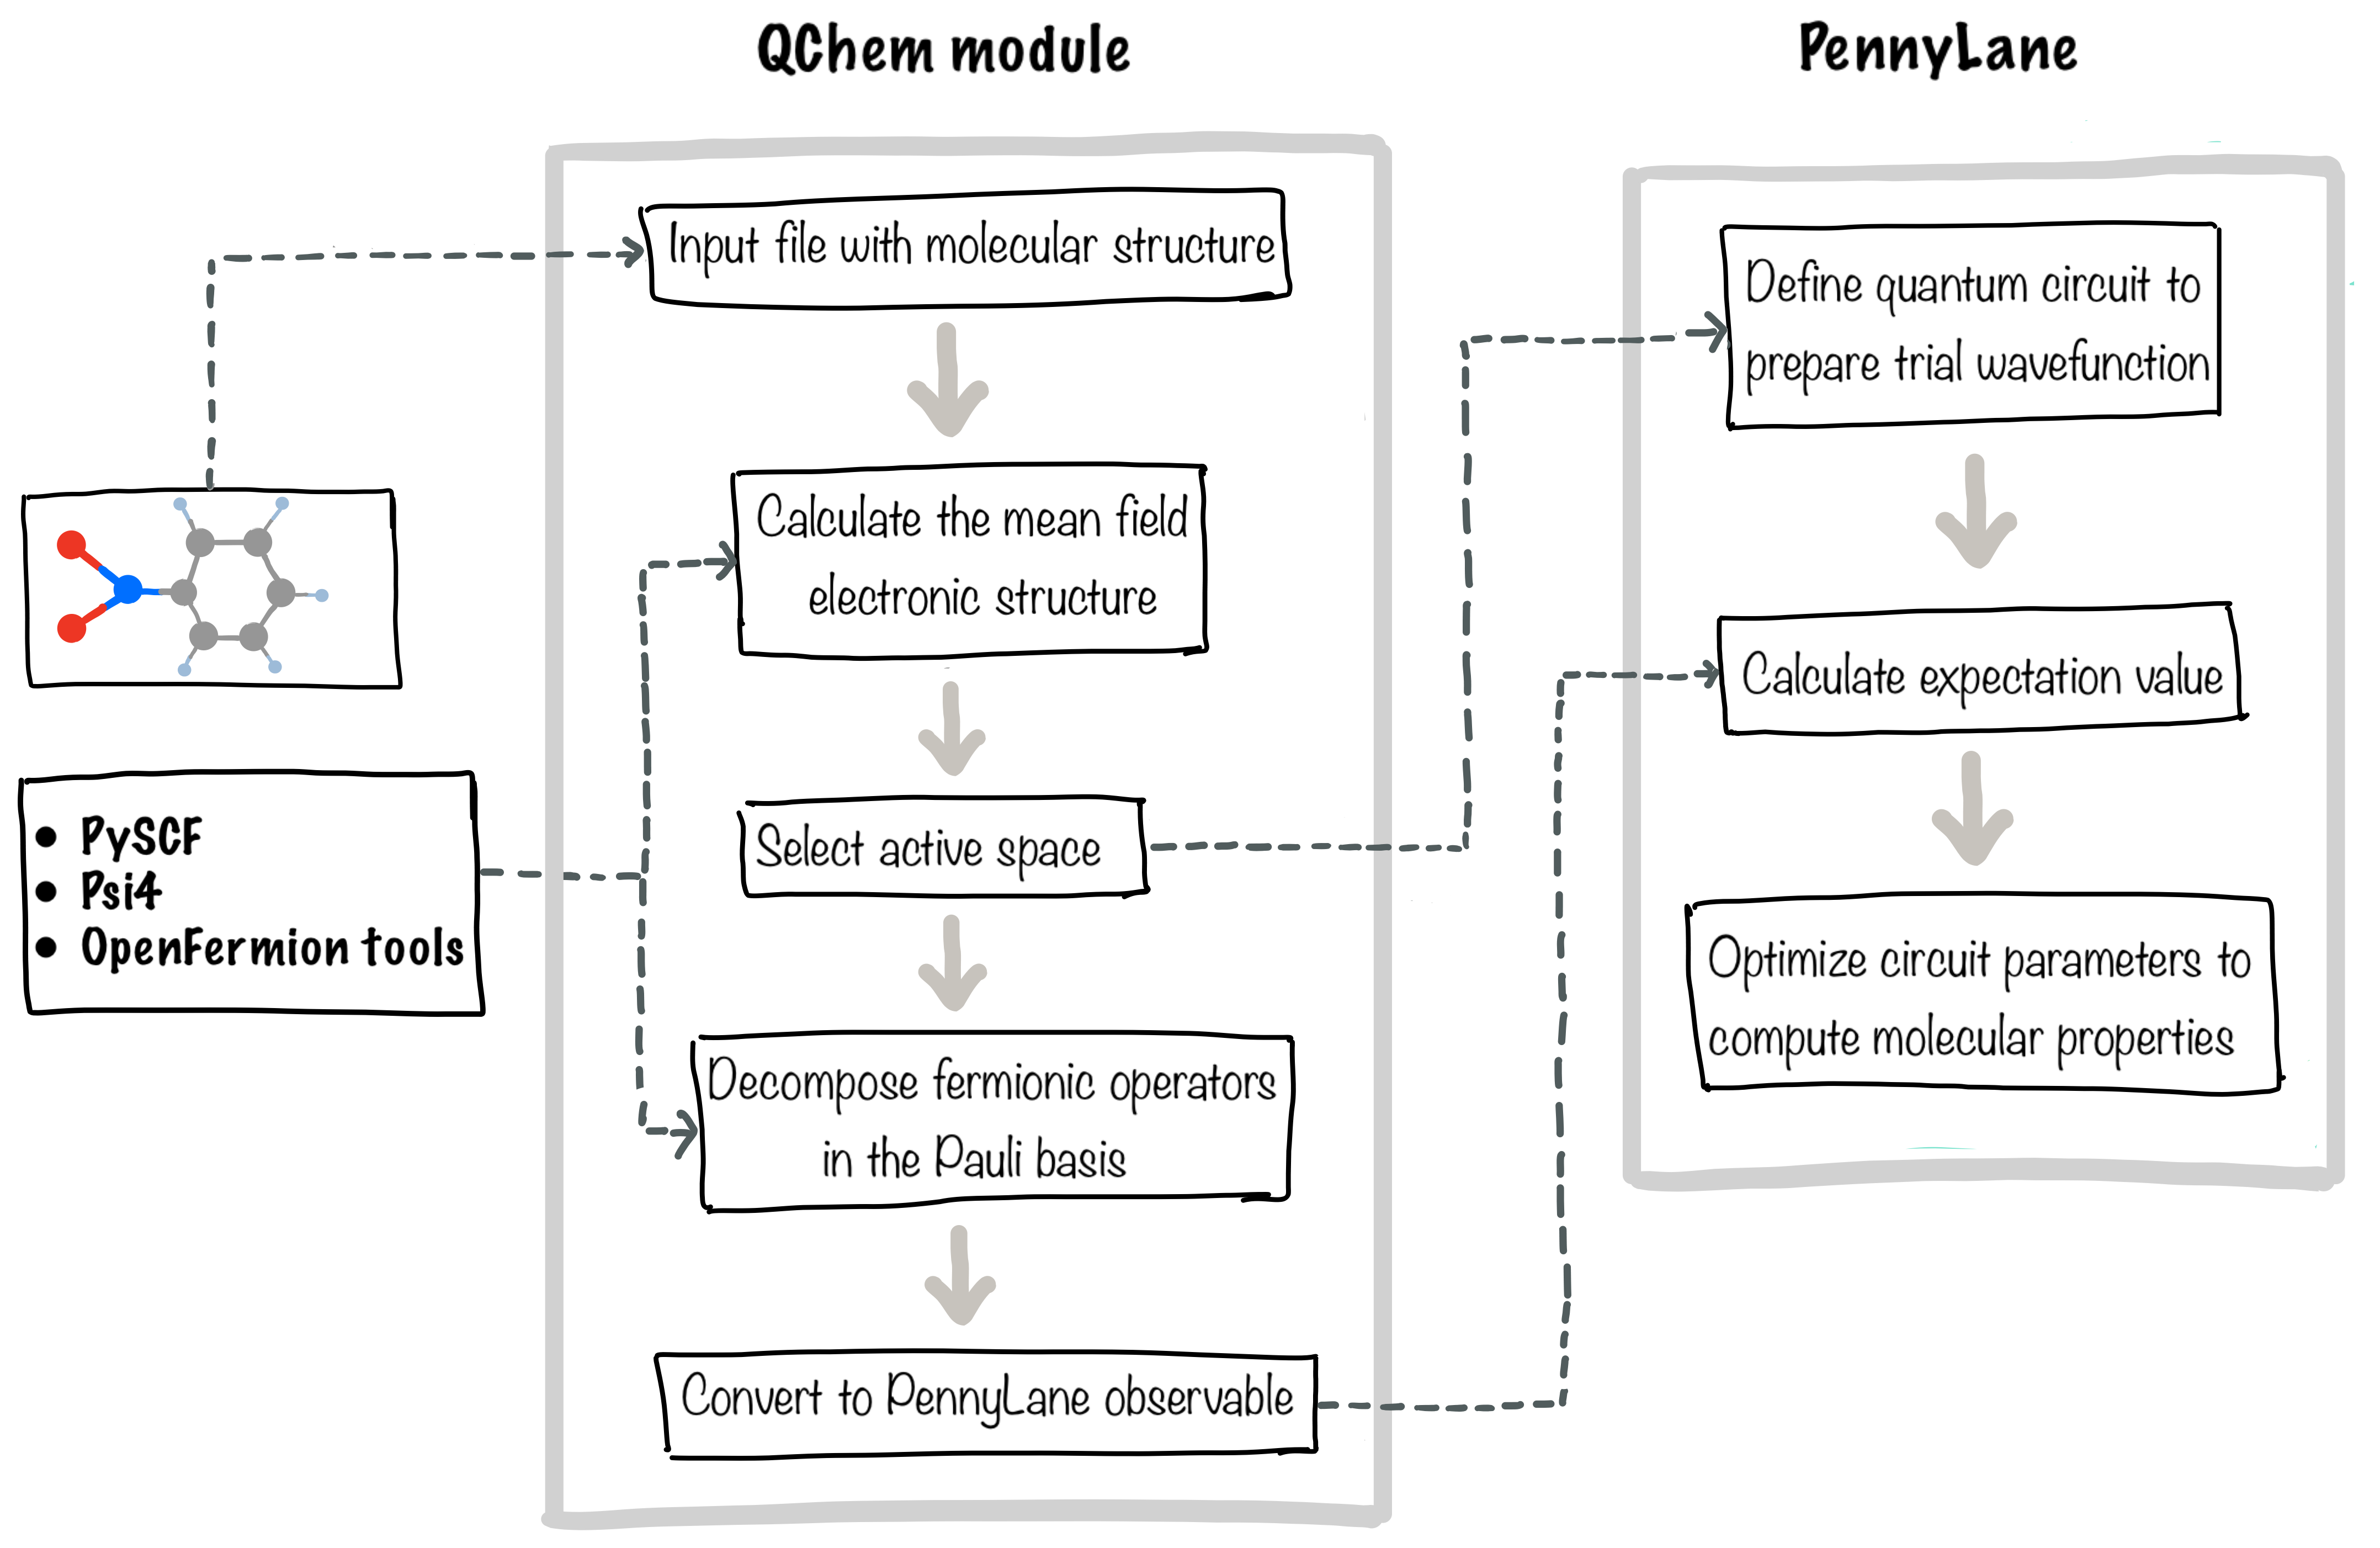 QChem module
PennyLane
Input file with molecular structure
Calculate the mean field
electronic structure
Select active space
Decompose fermionic operators
in the Pauli basis
Convert to PennyLane observable
• PySCF
• Psi4
• OpenFermion tools
Define quantum circuit to
prepare trial wavefunction
Calculate expectation value
Optimize circuit parameters to
compute molecular properties